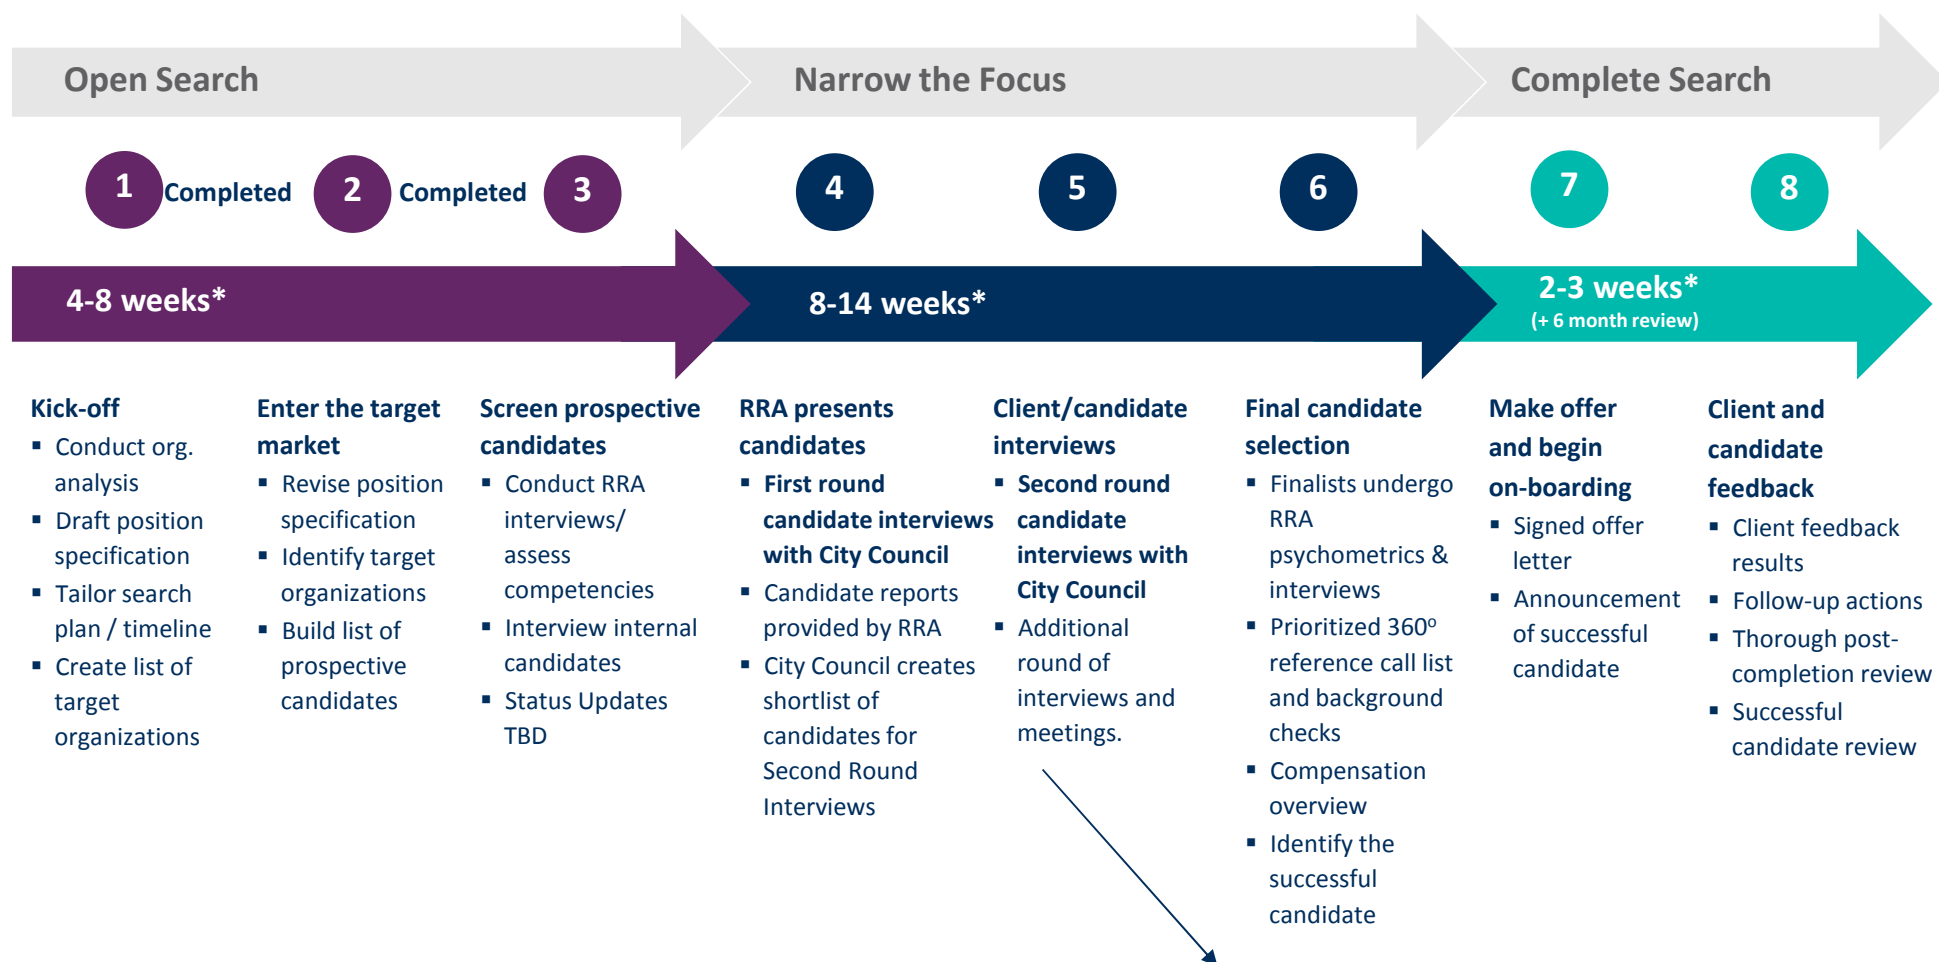 Open Search
Narrow the Focus
Complete Search
1
Completed
2
Completed
3
4
5
6
7
8
4-8 weeks*
8-14 weeks*
2-3 weeks*
(+ 6 month review)
Kick-off
▪ Conduct org.
analysis
▪ Draft position
specification
▪ Tailor search
plan / timeline
▪ Create list of
target
organizations
Enter the target
market
▪ Revise position
specification
▪ Identify target
organizations
▪ Build list of
prospective
candidates
Screen prospective
candidates
▪ Conduct RRA
interviews/
assess
competencies
▪ Interview internal
candidates
▪ Status Updates
TBD
RRA presents
candidates
▪ First round
candidate interviews
with City Council
▪ Candidate reports
provided by RRA
▪ City Council creates
shortlist of
candidates for
Second Round
Interviews
Client/candidate
interviews
▪ Second round
candidate
interviews with
City Council
▪ Additional
round of
interviews and
meetings.
Final candidate
selection
▪ Finalists undergo
RRA
psychometrics &
interviews
▪ Prioritized 360º
reference call list
and background
checks
▪ Compensation
overview
▪ Identify the
successful
candidate
Make offer
and begin
on-boarding
▪ Signed offer
letter
▪ Announcement
of successful
candidate
Client and
candidate
feedback
▪ Client feedback
results
▪ Follow-up actions
▪ Thorough post-
completion review
▪ Successful
candidate review